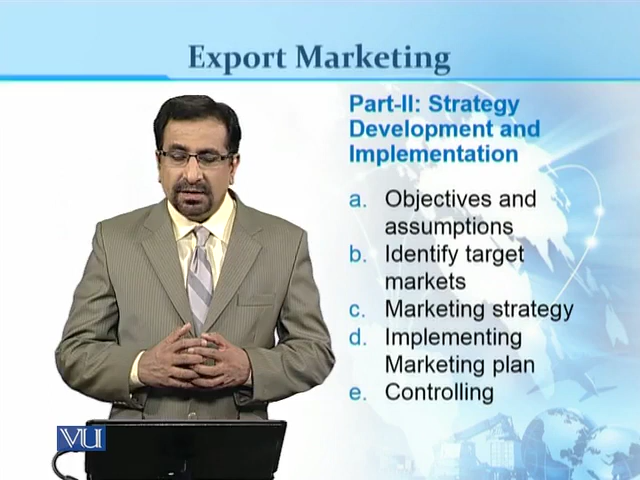 Export Marketing
Part-II: Strategy
Development and
Implementation
a. Objectives and
assumptions
b. Identify target
markets
c. Marketing strategy
d. Implementing
Marketing plan
e. Controlling
VU